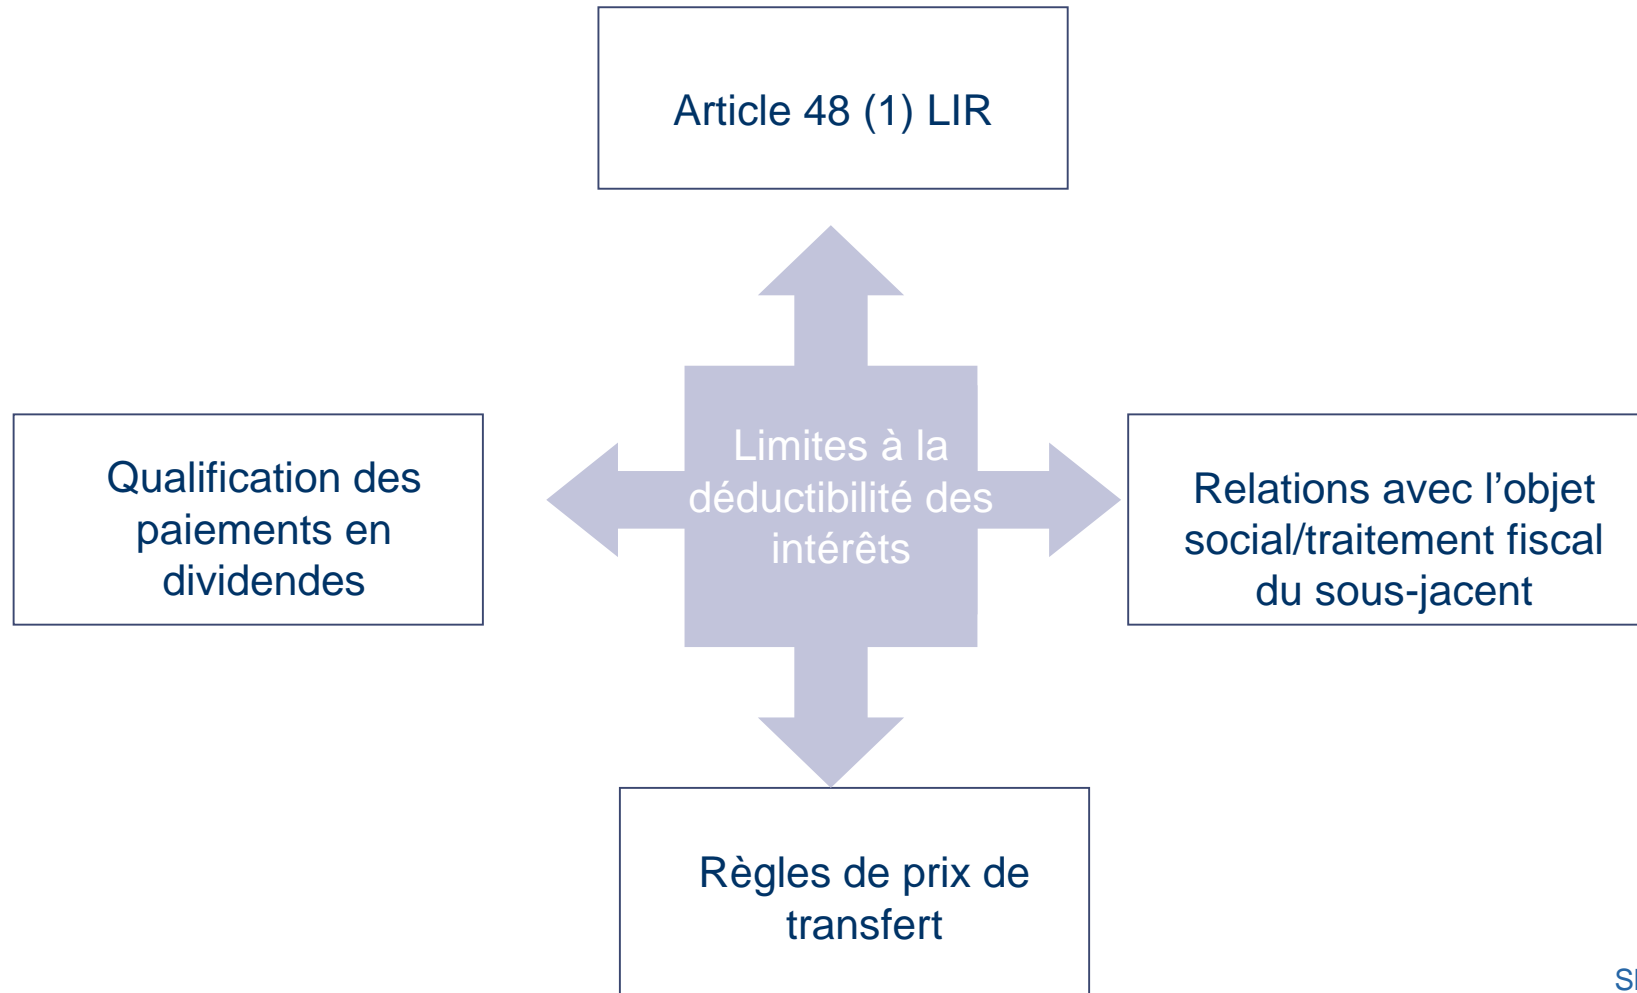 Article 48 (1) LIR
Limites à la
déductibilité des
intérêts
Qualification des
paiements en
dividendes
Relations avec l’objet
social/traitement fiscal
du sous-jacent
Règles de prix de
transfert